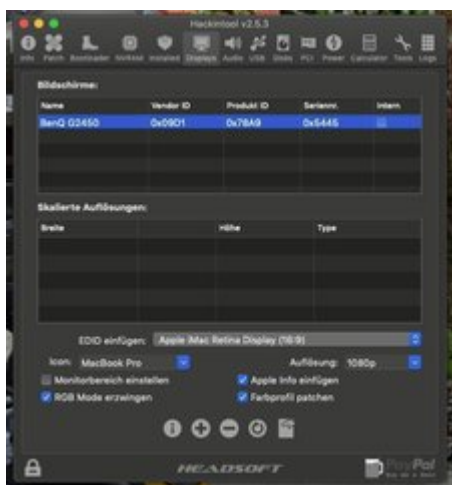 Hackintool v2.5.3
Info Patch Bootloader NVRAM Installed Displays Audio USB Disks PCI Power Calculator Tools Logs
Bildschirme:
Name Vendor ID Produkt ID Seriennr. Intern
BenQ G2450 0x09D1 0x78A9 0x5445
Skalierte Auflösungen:
Breite Höhe Type
EDID einfügen: Apple iMac Retina Display (16:9)
Icon: MacBook Pro Auflösung: 1080p
Monitorbereich einstellen Apple Info einfügen
RGB Mode erzwingen Farbprofil patchen
HEADSOFT PayPal